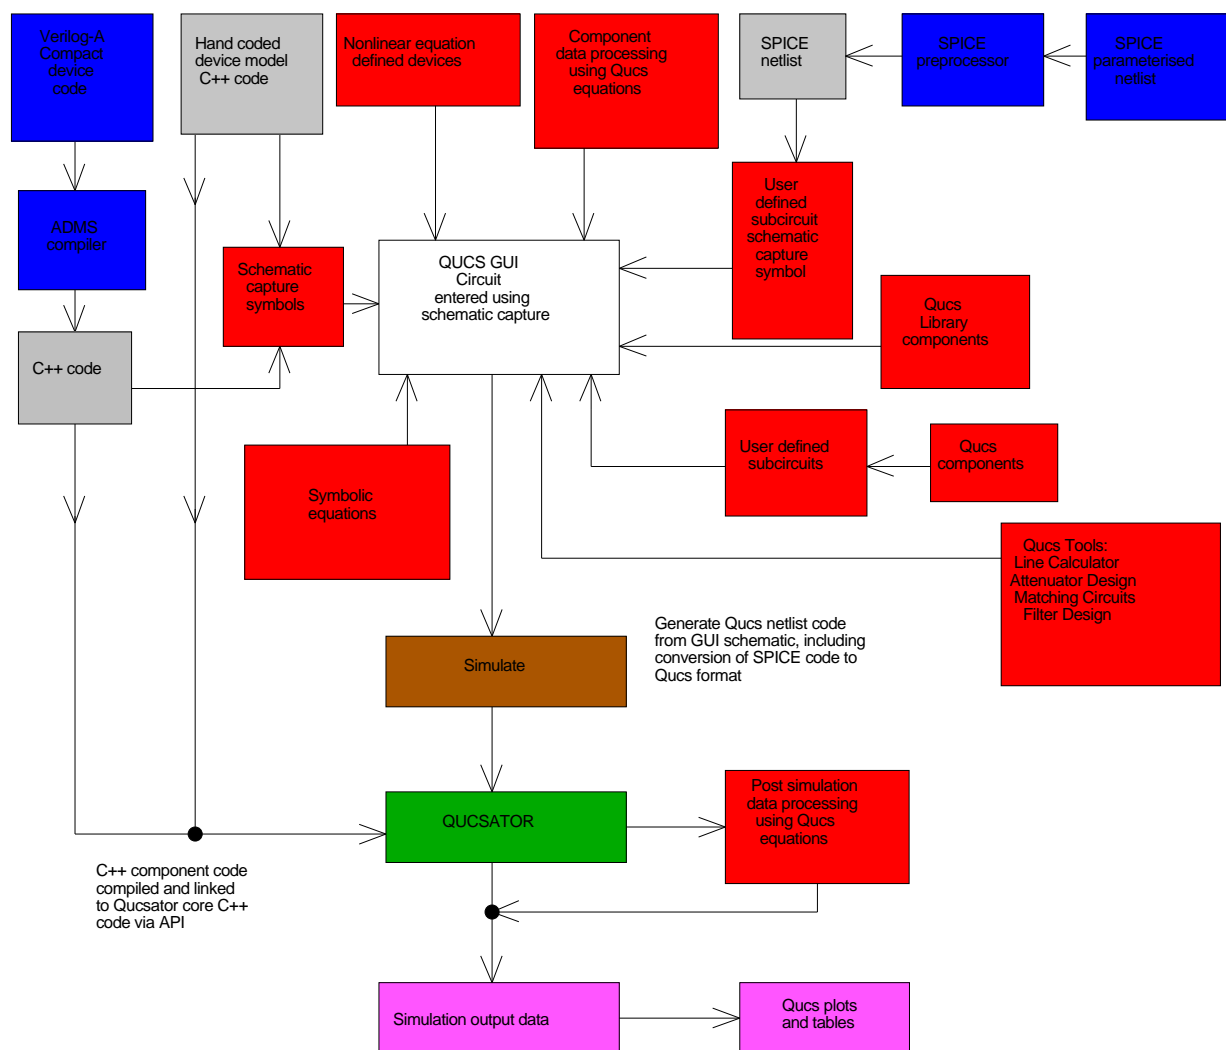 Verilog-A
Compact
device
code
Hand coded
device model
C++ code
Nonlinear equation
defined devices
Component
data processing
using Qucs
equations
SPICE
netlist
SPICE
preprocessor
SPICE
parameterised
netlist
ADMS
compiler
Schematic
capture
symbols
QUCS GUI
Circuit
entered using
schematic capture
User
defined
subcircuit
schematic
capture
symbol
Qucs
Library
components
C++ code
User defined
subcircuits
Qucs
components
Symbolic
equations
Qucs Tools:
Line Calculator
Attenuator Design
Matching Circuits
Filter Design
Generate Qucs netlist code
from GUI schematic, including
conversion of SPICE code to
Qucs format
Simulate
QUCSATOR
Post simulation
data processing
using Qucs
equations
C++ component code
compiled and linked
to Qucsator core C++
code via API
Simulation output data
Qucs plots
and tables